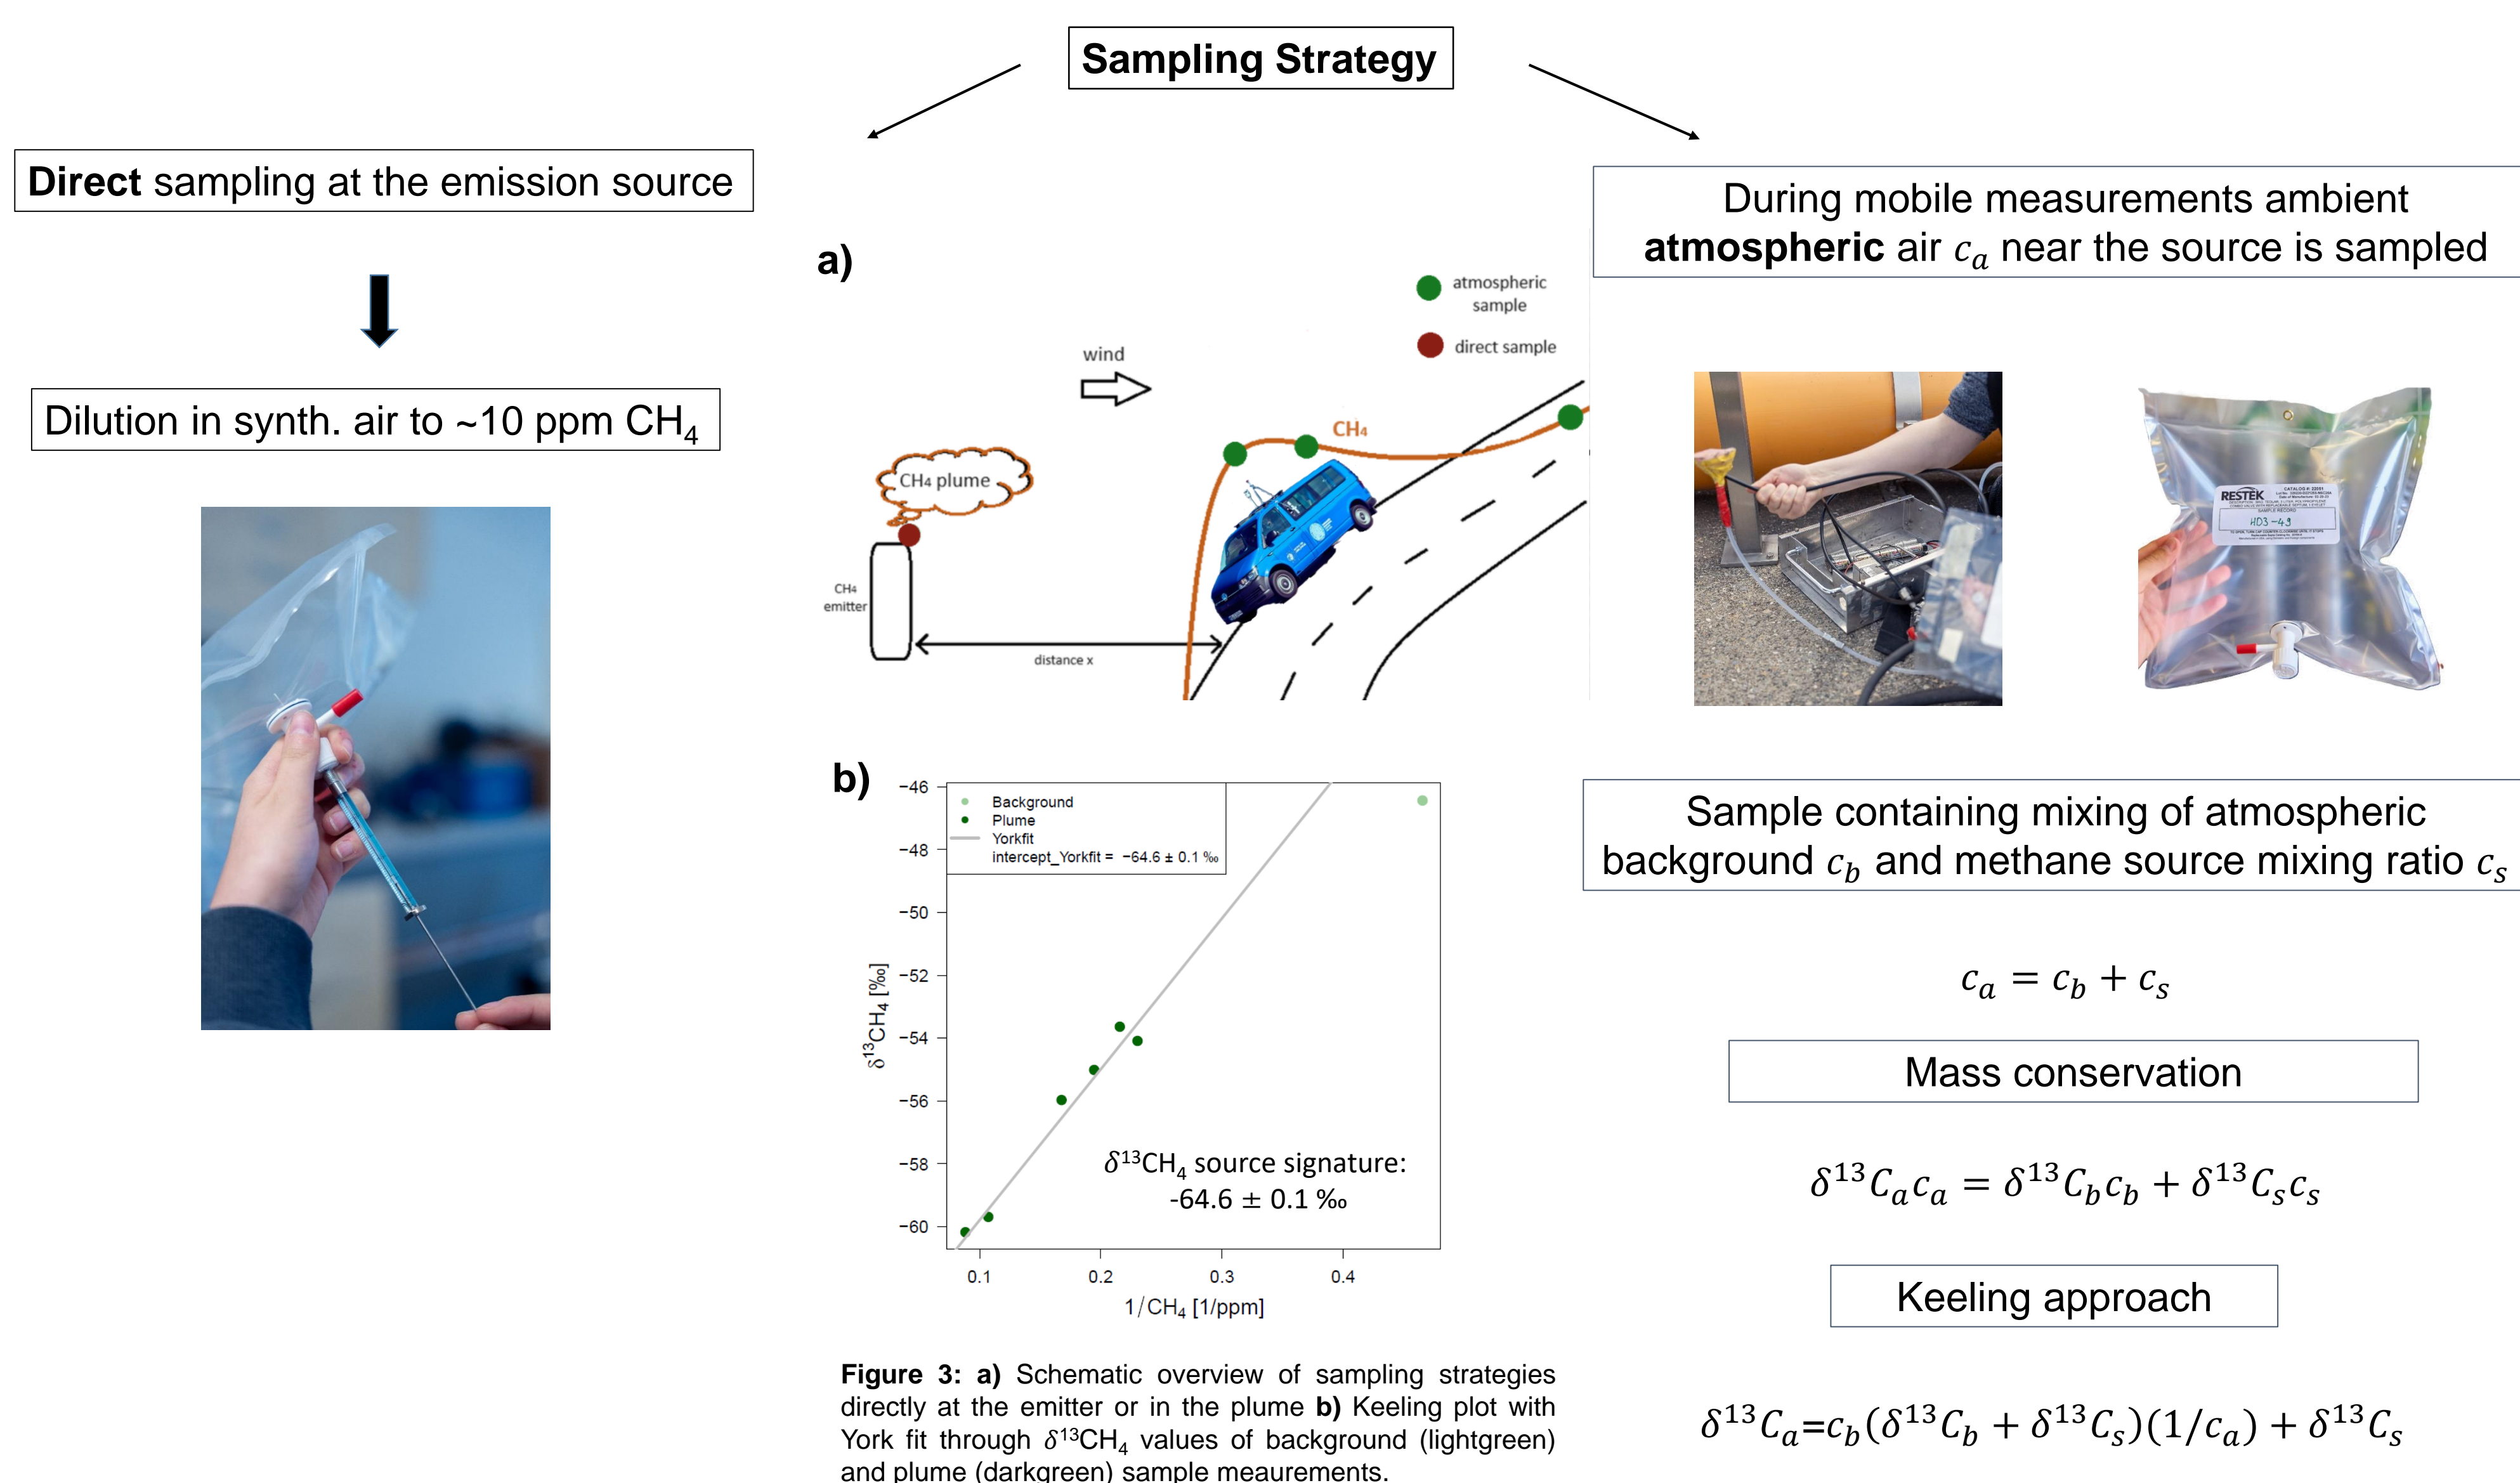 Sampling Strategy
Direct sampling at the emission source
Dilution in synth. air to ~10 ppm CH₄
a)
atmospheric
sample
direct sample
wind
CH₄
CH₄ plume
CH₄
emitter
distance x
b)
−46
−48
−50
−52
−54
−56
−58
−60
δ¹³CH₄ [‰]
Background
Plume
Yorkfit
intercept_Yorkfit = −64.6 ± 0.1 ‰
𝛿¹³CH₄ source signature:
-64.6 ± 0.1 ‰
0.1 0.2 0.3 0.4
1/CH₄ [1/ppm]
Figure 3: a) Schematic overview of sampling strategies
directly at the emitter or in the plume b) Keeling plot with
York fit through 𝛿¹³CH₄ values of background (lightgreen)
and plume (darkgreen) sample meaurements.
During mobile measurements ambient
atmospheric air c_a near the source is sampled
RESTEK
CATALOG #: 22051
SAMPLE RECORD
H03-49
Sample containing mixing of atmospheric
background c_b and methane source mixing ratio c_s
c_a = c_b + c_s
Mass conservation
δ¹³C_a c_a = δ¹³C_b c_b + δ¹³C_s c_s
Keeling approach
δ¹³C_a=c_b(δ¹³C_b + δ¹³C_s)(1/c_a) + δ¹³C_s